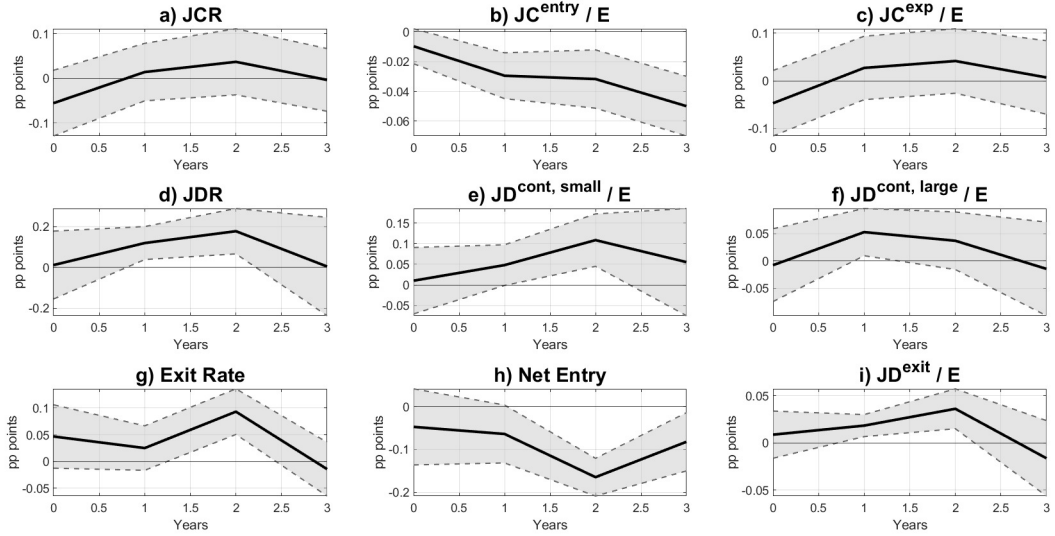 a) JCR
b) JC^entry / E
c) JC^exp / E
pp points
0.1
0
-0.1
0 0.5 1 1.5 2 2.5 3
Years
0
-0.02
-0.04
-0.06
0 0.5 1 1.5 2 2.5 3
Years
pp points
0.1
0
-0.1
0 0.5 1 1.5 2 2.5 3
Years
d) JDR
e) JD^cont, small / E
f) JD^cont, large / E
pp points
0.2
0
-0.2
0 0.5 1 1.5 2 2.5 3
Years
0.15
0.1
0.05
0
-0.05
0 0.5 1 1.5 2 2.5 3
Years
pp points
0.05
0
-0.05
0 0.5 1 1.5 2 2.5 3
Years
g) Exit Rate
h) Net Entry
i) JD^exit / E
pp points
0.1
0.05
0
-0.05
0 0.5 1 1.5 2 2.5 3
Years
0
-0.1
-0.2
0 0.5 1 1.5 2 2.5 3
Years
0.05
0
-0.05
0 0.5 1 1.5 2 2.5 3
Years